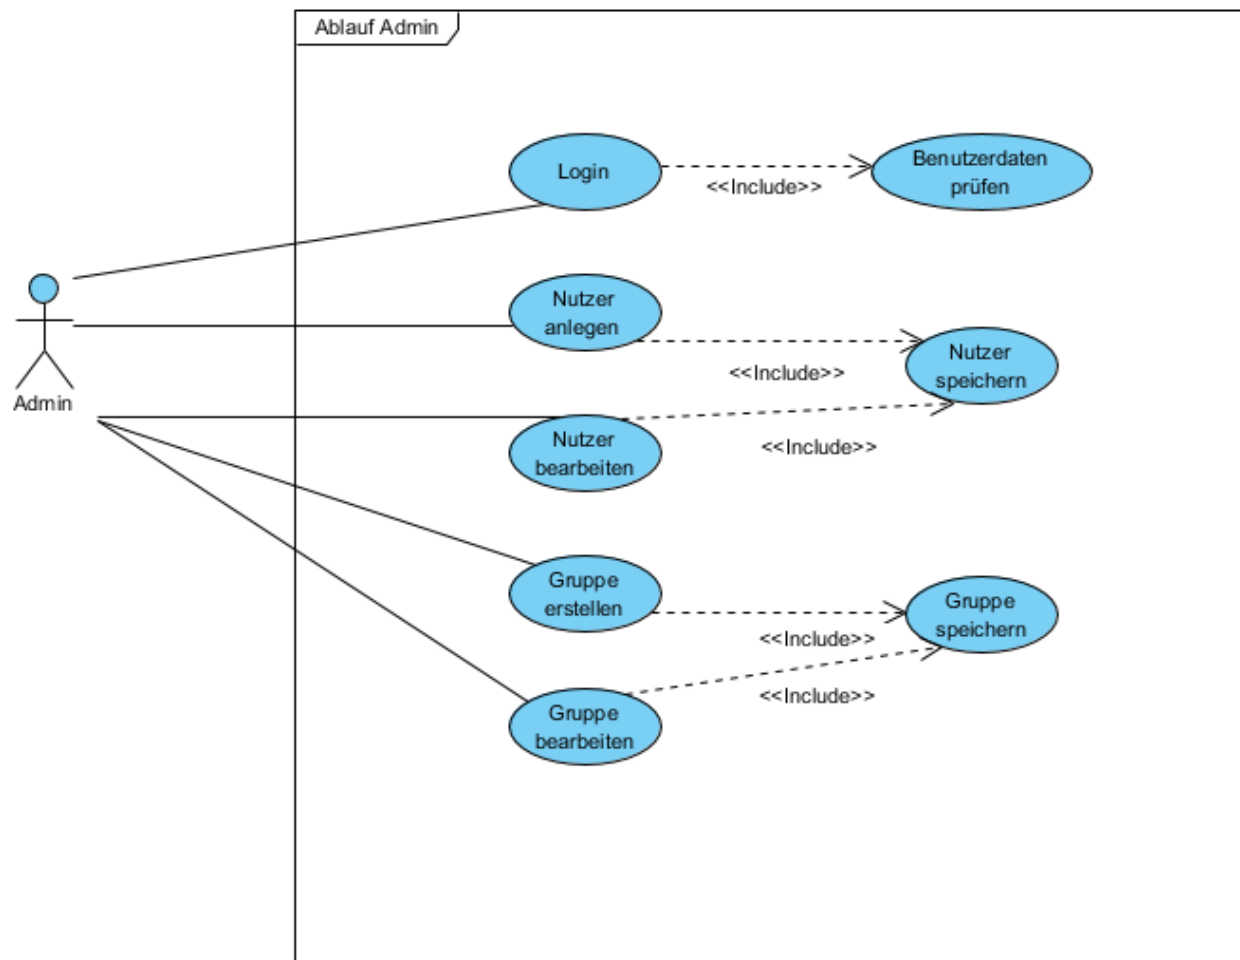 Ablauf Admin
Login
<<Include>>
Benutzerdaten
prüfen
Nutzer
anlegen
<<Include>>
Nutzer
speichern
Admin
Nutzer
bearbeiten
<<Include>>
Gruppe
erstellen
<<Include>>
Gruppe
speichern
Gruppe
bearbeiten
<<Include>>